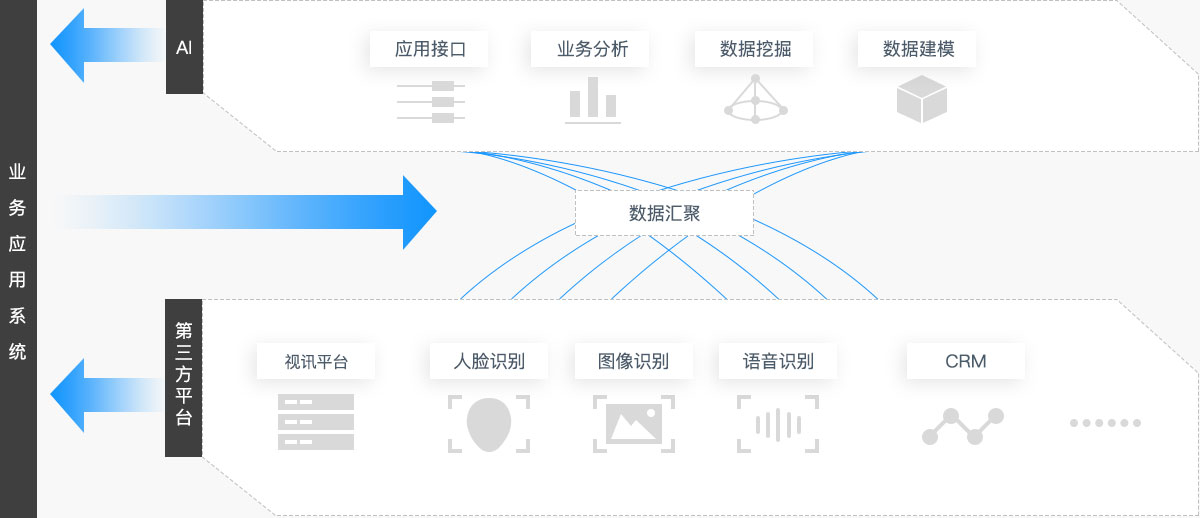 业务应用系统
AI
应用接口
业务分析
数据挖掘
数据建模
数据汇聚
第三方平台
视讯平台
人脸识别
图像识别
语音识别
CRM